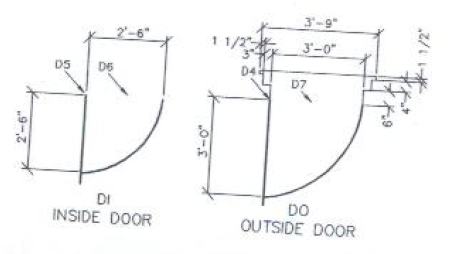 2'-6"
D5
D6
2'-6"
DI
INSIDE DOOR
3'-9"
1 1/2"
3'-0"
3"
1 1/2"
D4
D7
4"
6"
3'-0"
DO
OUTSIDE DOOR